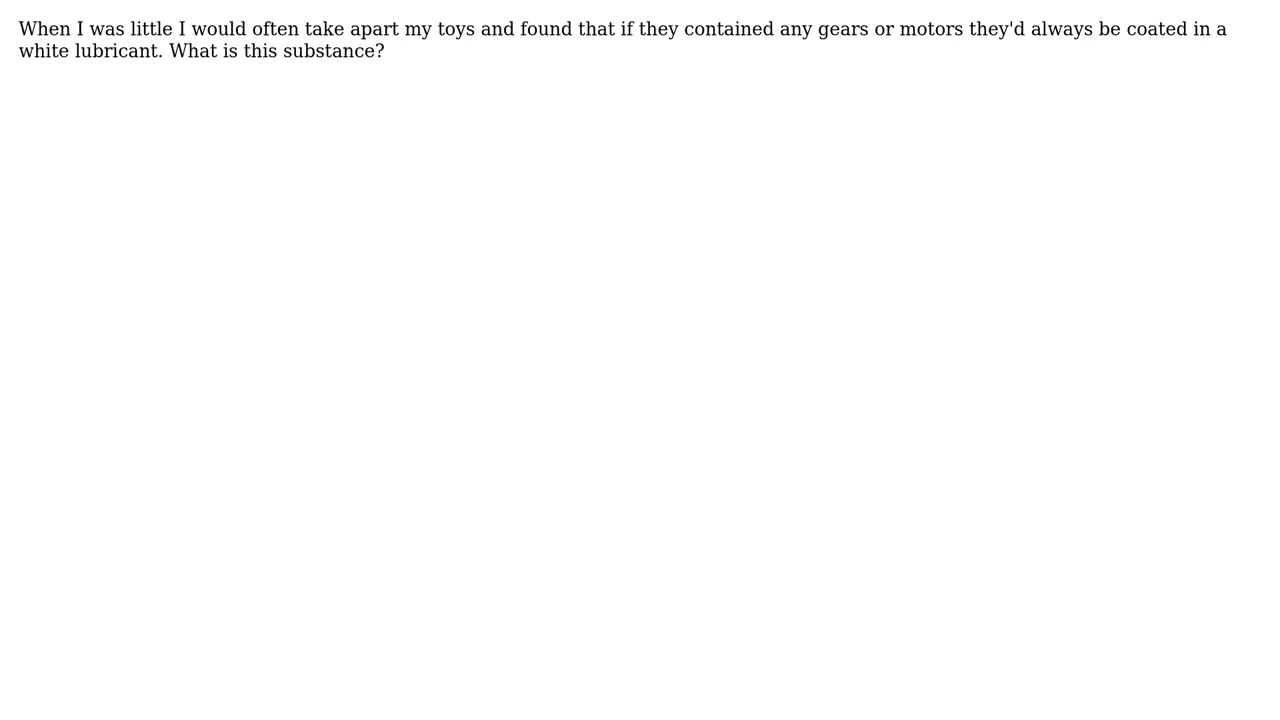 When I was little I would often take apart my toys and found that if they contained any gears or motors they'd always be coated in a
white lubricant. What is this substance?